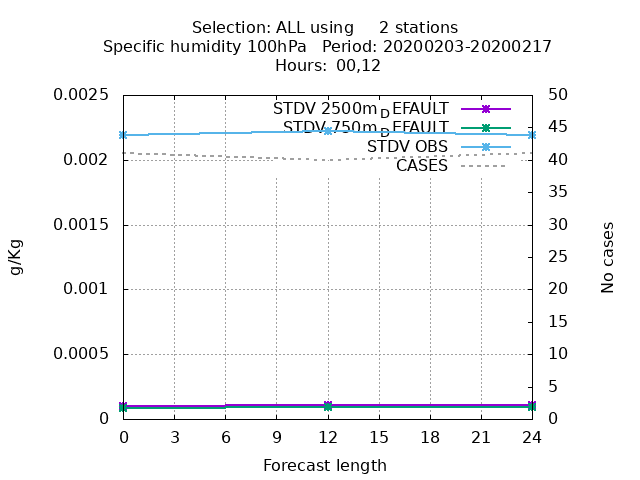 Selection: ALL using 2 stations
Specific humidity 100hPa Period: 20200203-20200217
Hours: 00,12
0.0025
0.002
0.0015
0.001
0.0005
0
50
45
40
35
30
25
20
15
10
5
0
STDV 2500m_DEFAULT
STDV 750m_DEFAULT
STDV OBS
CASES
g/Kg
No cases
0 3 6 9 12 15 18 21 24
Forecast length